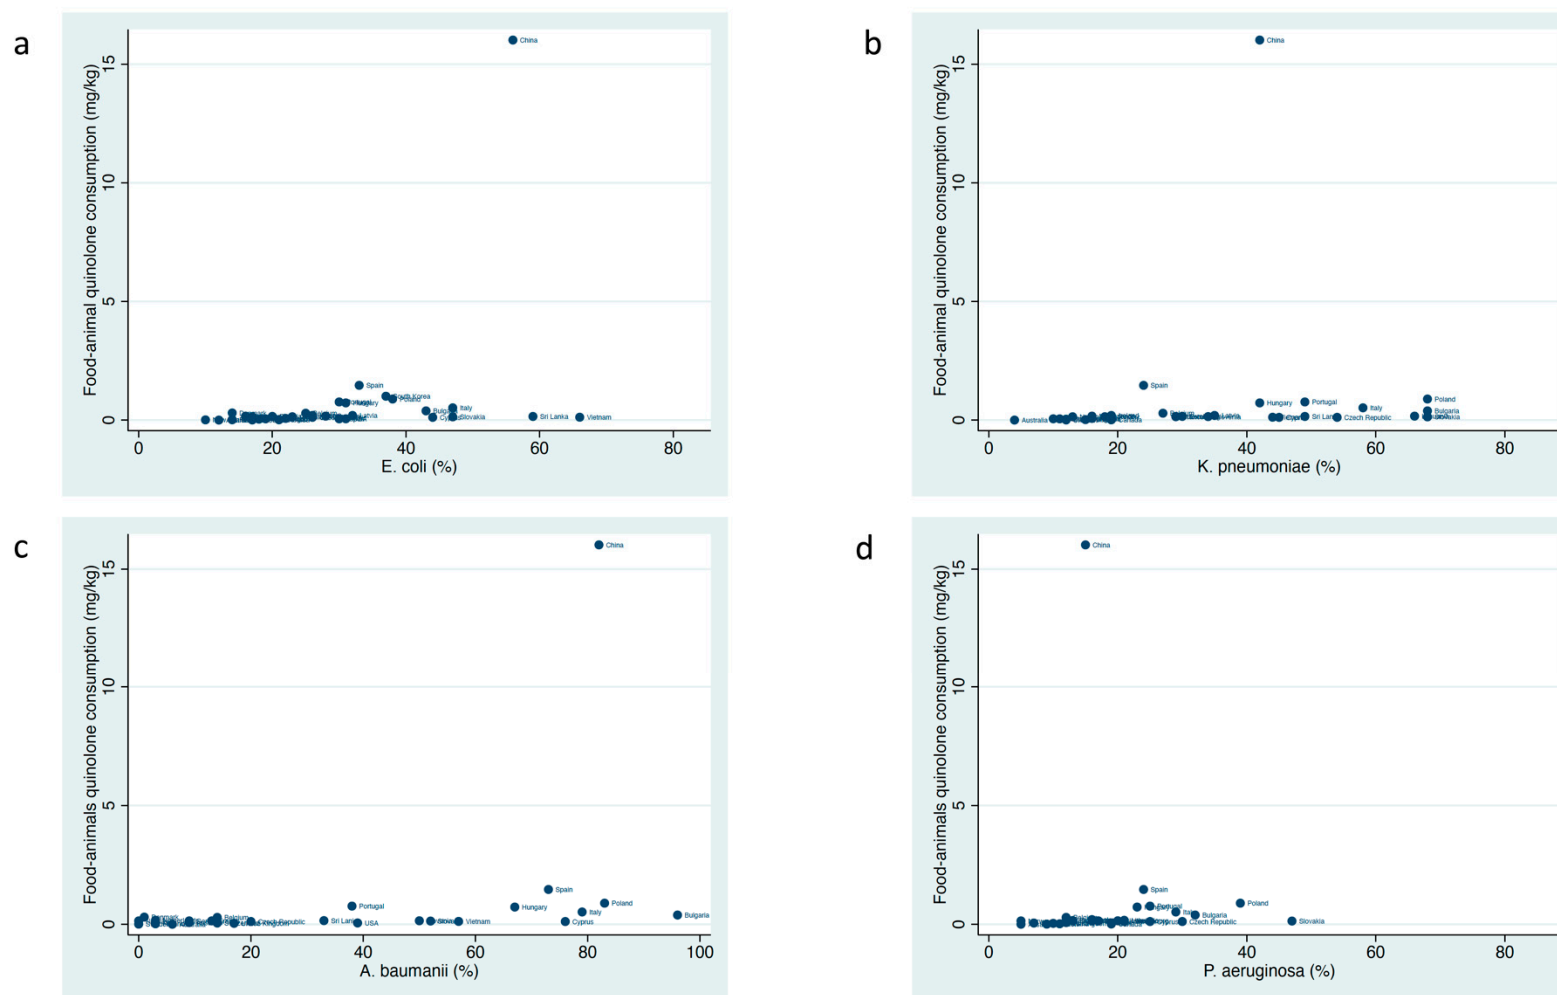 a
Food-animal quinolone consumption (mg/kg)
15
10
5
0
China
Spain
South Korea
Poland
Hungary
Italy
Latvia
Slovakia
Sri Lanka
Vietnam
0 20 40 60 80
E. coli (%)
b
Food-animal quinolone consumption (mg/kg)
15
10
5
0
China
Spain
Hungary
Portugal
Italy
Poland
Bulgaria
Slovakia
Czech Republic
Latvia
Australia
Canada
0 20 40 60 80
K. pneumoniae (%)
c
Food-animals quinolone consumption (mg/kg)
15
10
5
0
China
Spain
Portugal
Hungary
Poland
Italy
Bulgaria
Denmark
Belgium
Czech Republic
Sri Lanka
USA
Vietnam
Cyprus
0 20 40 60 80 100
A. baumanii (%)
d
Food-animals quinolone consumption (mg/kg)
15
10
5
0
China
Spain
Portugal
Poland
Italy
Bulgaria
Czech Republic
Slovakia
0 20 40 60 80
P. aeruginosa (%)